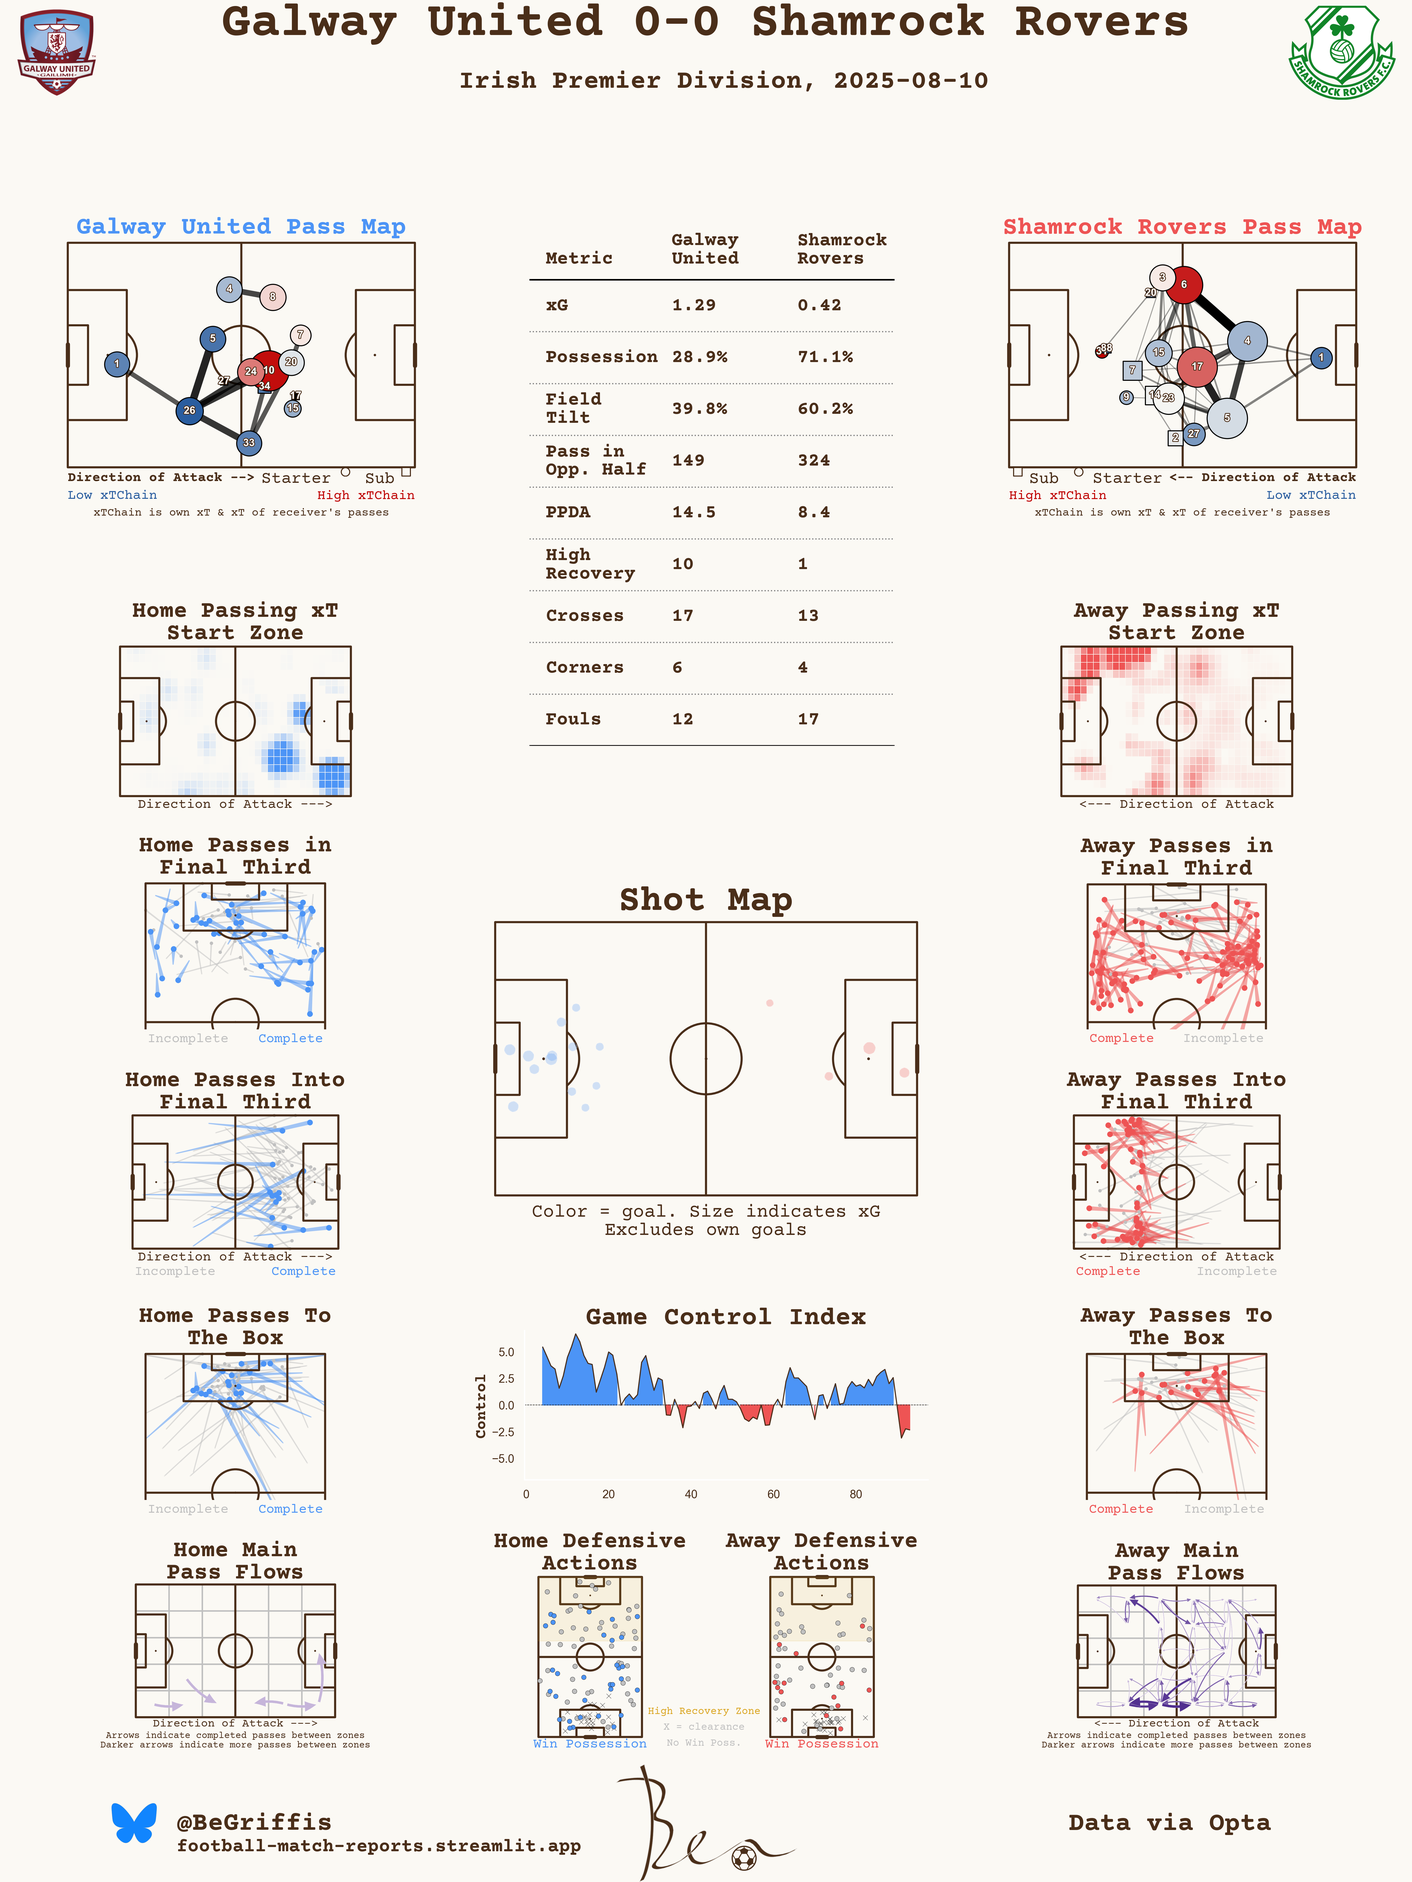 Galway United 0-0 Shamrock Rovers
Irish Premier Division, 2025-08-10
GALWAY UNITED
GAILLIMH
SHAMROCK ROVERS F.C.
Galway United Pass Map
1
4
8
5
7
20
24
10
27
34
17
15
26
33
Direction of Attack --> Starter Sub
Low xTChain High xTChain
xTChain is own xT & xT of receiver's passes
Metric Galway United Shamrock Rovers
xG 1.29 0.42
Possession 28.9% 71.1%
Field Tilt 39.8% 60.2%
Pass in Opp. Half 149 324
PPDA 14.5 8.4
High Recovery 10 1
Crosses 17 13
Corners 6 4
Fouls 12 17
Shamrock Rovers Pass Map
3
6
20
4
1
88
15
7
17
9
14
23
5
2
27
Sub Starter <-- Direction of Attack
High xTChain Low xTChain
xTChain is own xT & xT of receiver's passes
Home Passing xT
Start Zone
Direction of Attack --->
Away Passing xT
Start Zone
<--- Direction of Attack
Home Passes in
Final Third
Incomplete Complete
Away Passes in
Final Third
Complete Incomplete
Shot Map
Color = goal. Size indicates xG
Excludes own goals
Home Passes Into
Final Third
Direction of Attack --->
Incomplete Complete
Away Passes Into
Final Third
<--- Direction of Attack
Complete Incomplete
Home Passes To
The Box
Incomplete Complete
Game Control Index
Control
5.0
2.5
0.0
−2.5
−5.0
0 20 40 60 80
Away Passes To
The Box
Complete Incomplete
Home Main
Pass Flows
Direction of Attack --->
Arrows indicate completed passes between zones
Darker arrows indicate more passes between zones
Home Defensive
Actions
Win Possession
High Recovery Zone
X = clearance
No Win Poss.
Away Defensive
Actions
Win Possession
Away Main
Pass Flows
<--- Direction of Attack
Arrows indicate completed passes between zones
Darker arrows indicate more passes between zones
@BeGriffis
football-match-reports.streamlit.app
Ben
Data via Opta